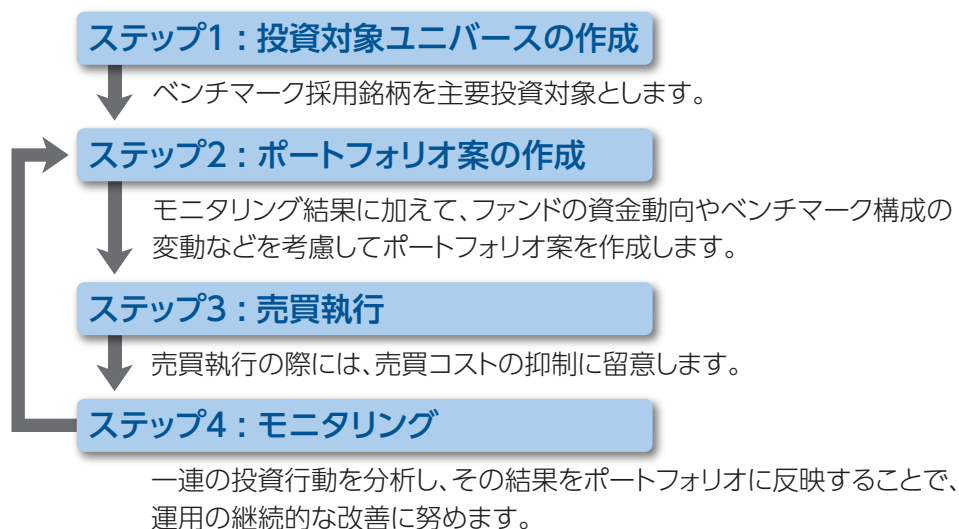 ステップ1：投資対象ユニバースの作成
ベンチマーク採用銘柄を主要投資対象とします。
ステップ2：ポートフォリオ案の作成
モニタリング結果に加えて、ファンドの資金動向やベンチマーク構成の
変動などを考慮してポートフォリオ案を作成します。
ステップ3：売買執行
売買執行の際には、売買コストの抑制に留意します。
ステップ4：モニタリング
一連の投資行動を分析し、その結果をポートフォリオに反映することで、
運用の継続的な改善に努めます。